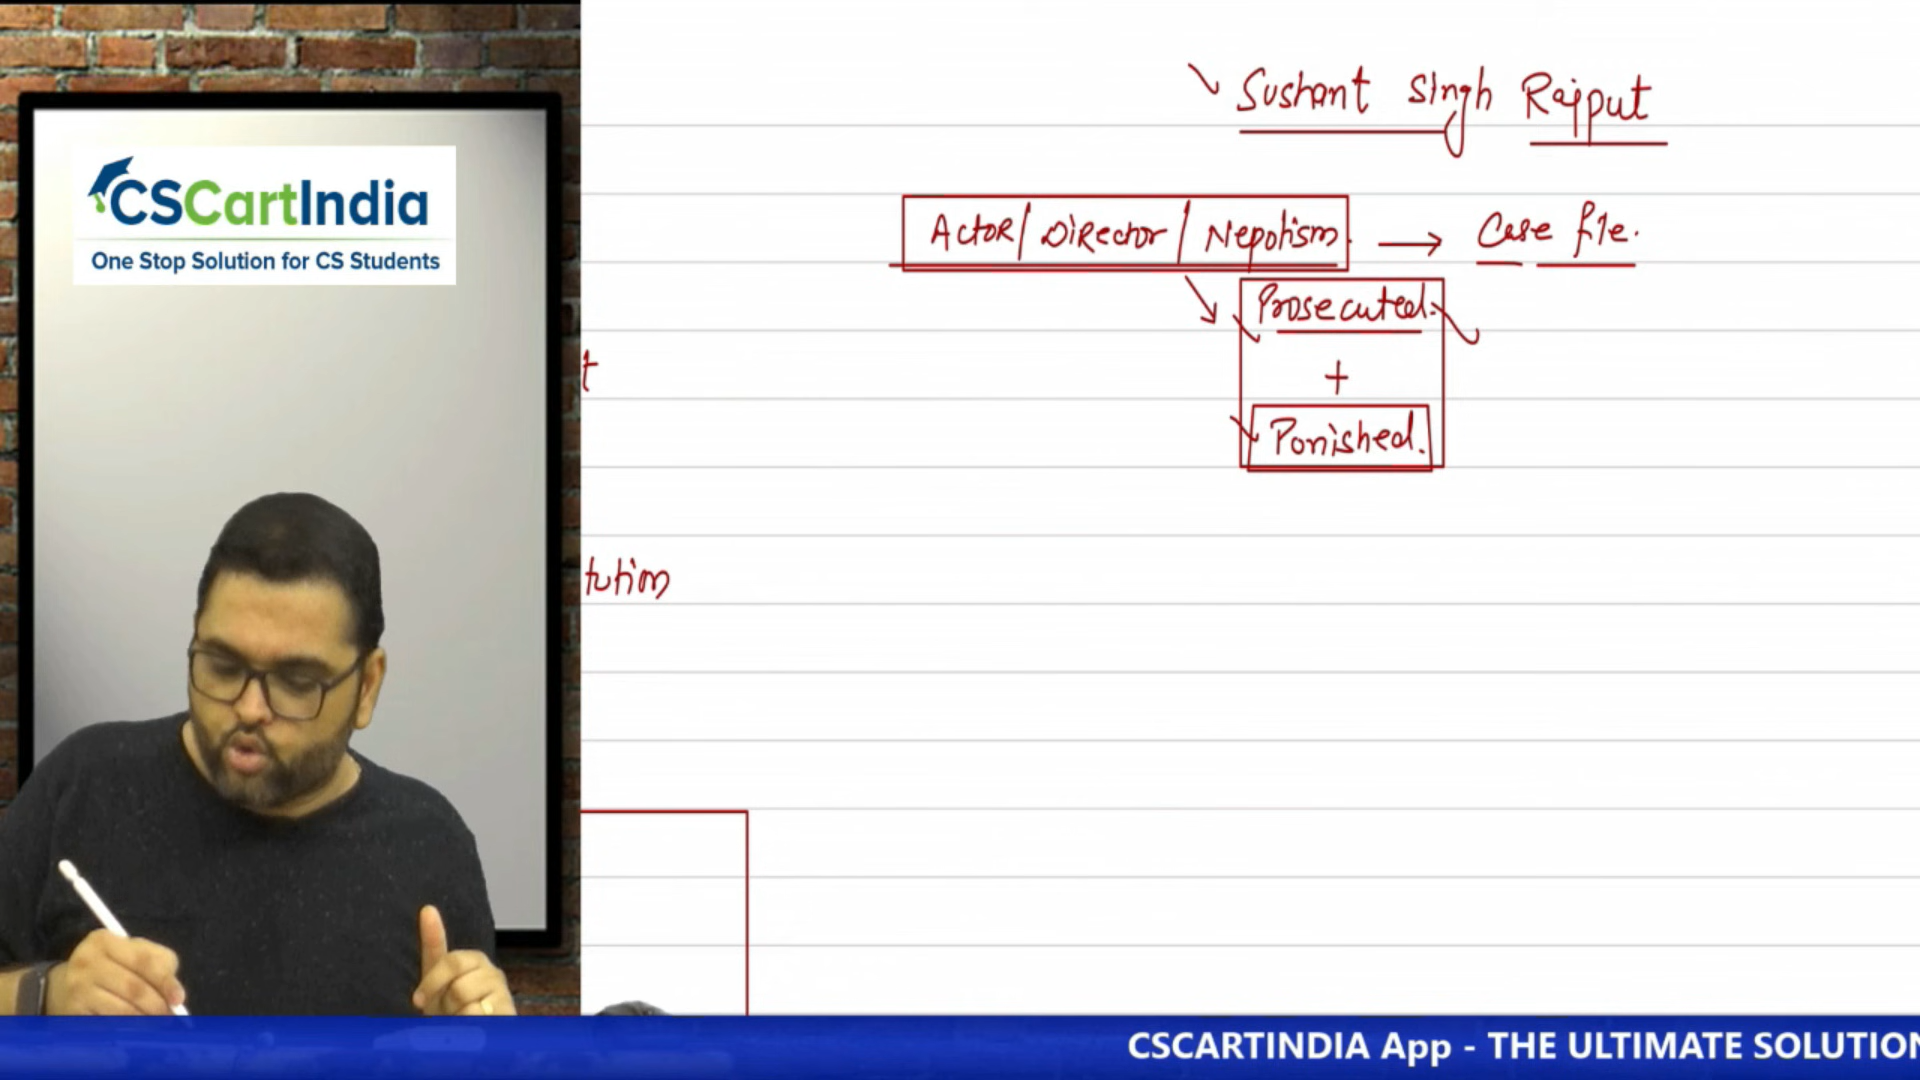 CSCartIndia
One Stop Solution for CS Students
Sushant Singh Rajput
Actor/ Director / Nepotism. → Case file.
Prosecuted.
+
Punished.
t
tution
CSCARTINDIA App - THE ULTIMATE SOLUTION